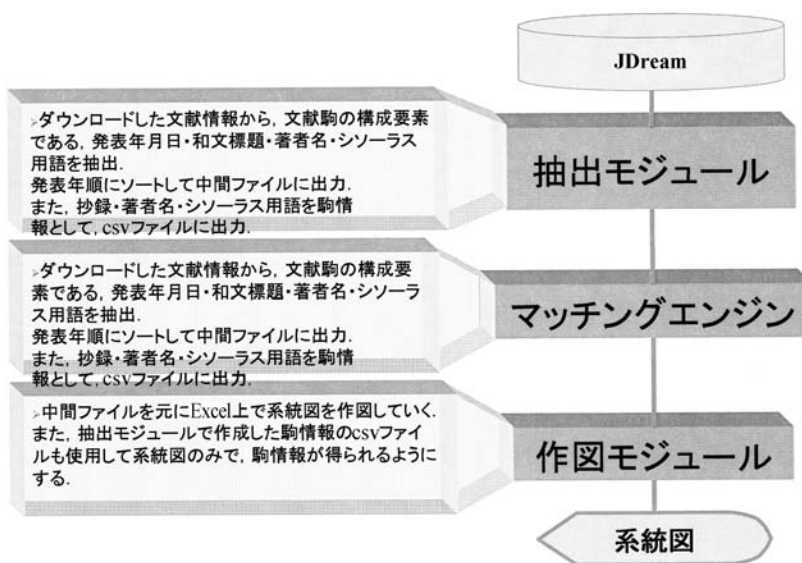 JDream
➢ダウンロードした文献情報から，文献駒の構成要素
である，発表年月日・和文標題・著者名・シソーラス
用語を抽出．
発表年順にソートして中間ファイルに出力．
また，抄録・著者名・シソーラス用語を駒情
報として，csvファイルに出力．
抽出モジュール
➢ダウンロードした文献情報から，文献駒の構成要
素である，発表年月日・和文標題・著者名・シソーラ
ス用語を抽出．
発表年順にソートして中間ファイルに出力．
また，抄録・著者名・シソーラス用語を駒情
報として，csvファイルに出力．
マッチングエンジン
➢中間ファイルを元にExcel上で系統図を作図していく．
また，抽出モジュールで作成した駒情報のcsvファイ
ルも使用して系統図のみで，駒情報が得られるように
する．
作図モジュール
系統図